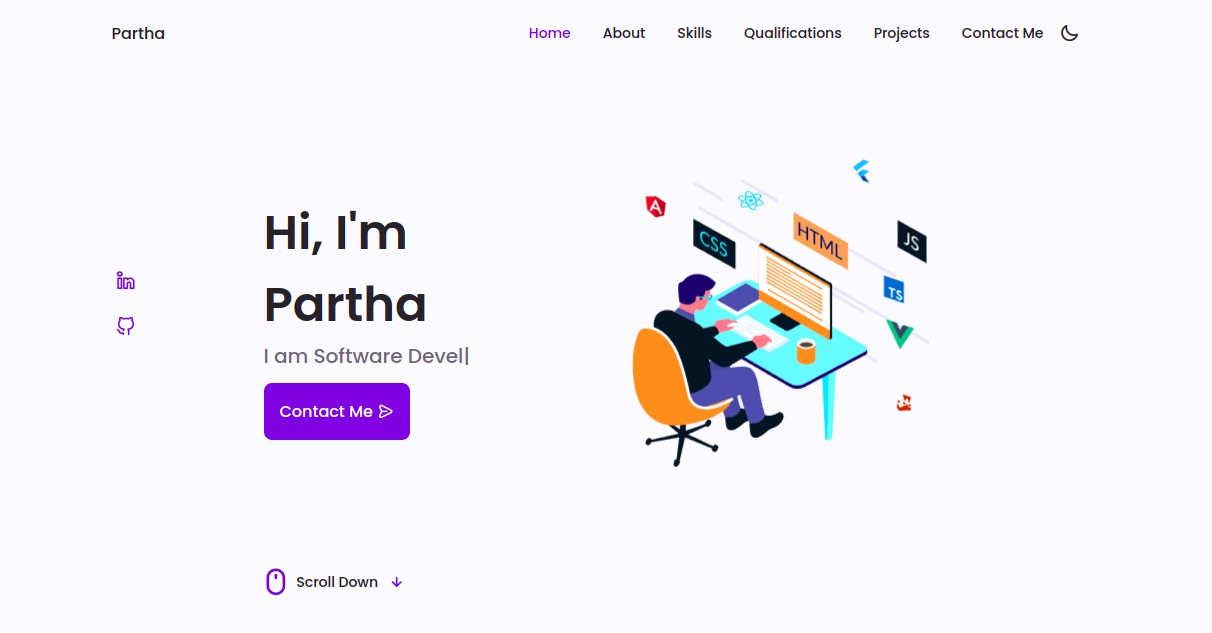 Partha
Home
About
Skills
Qualifications
Projects
Contact Me
Hi, I'm
Partha
I am Software Devel|
Contact Me
Scroll Down
A
CSS
HTML
JS
TS
in